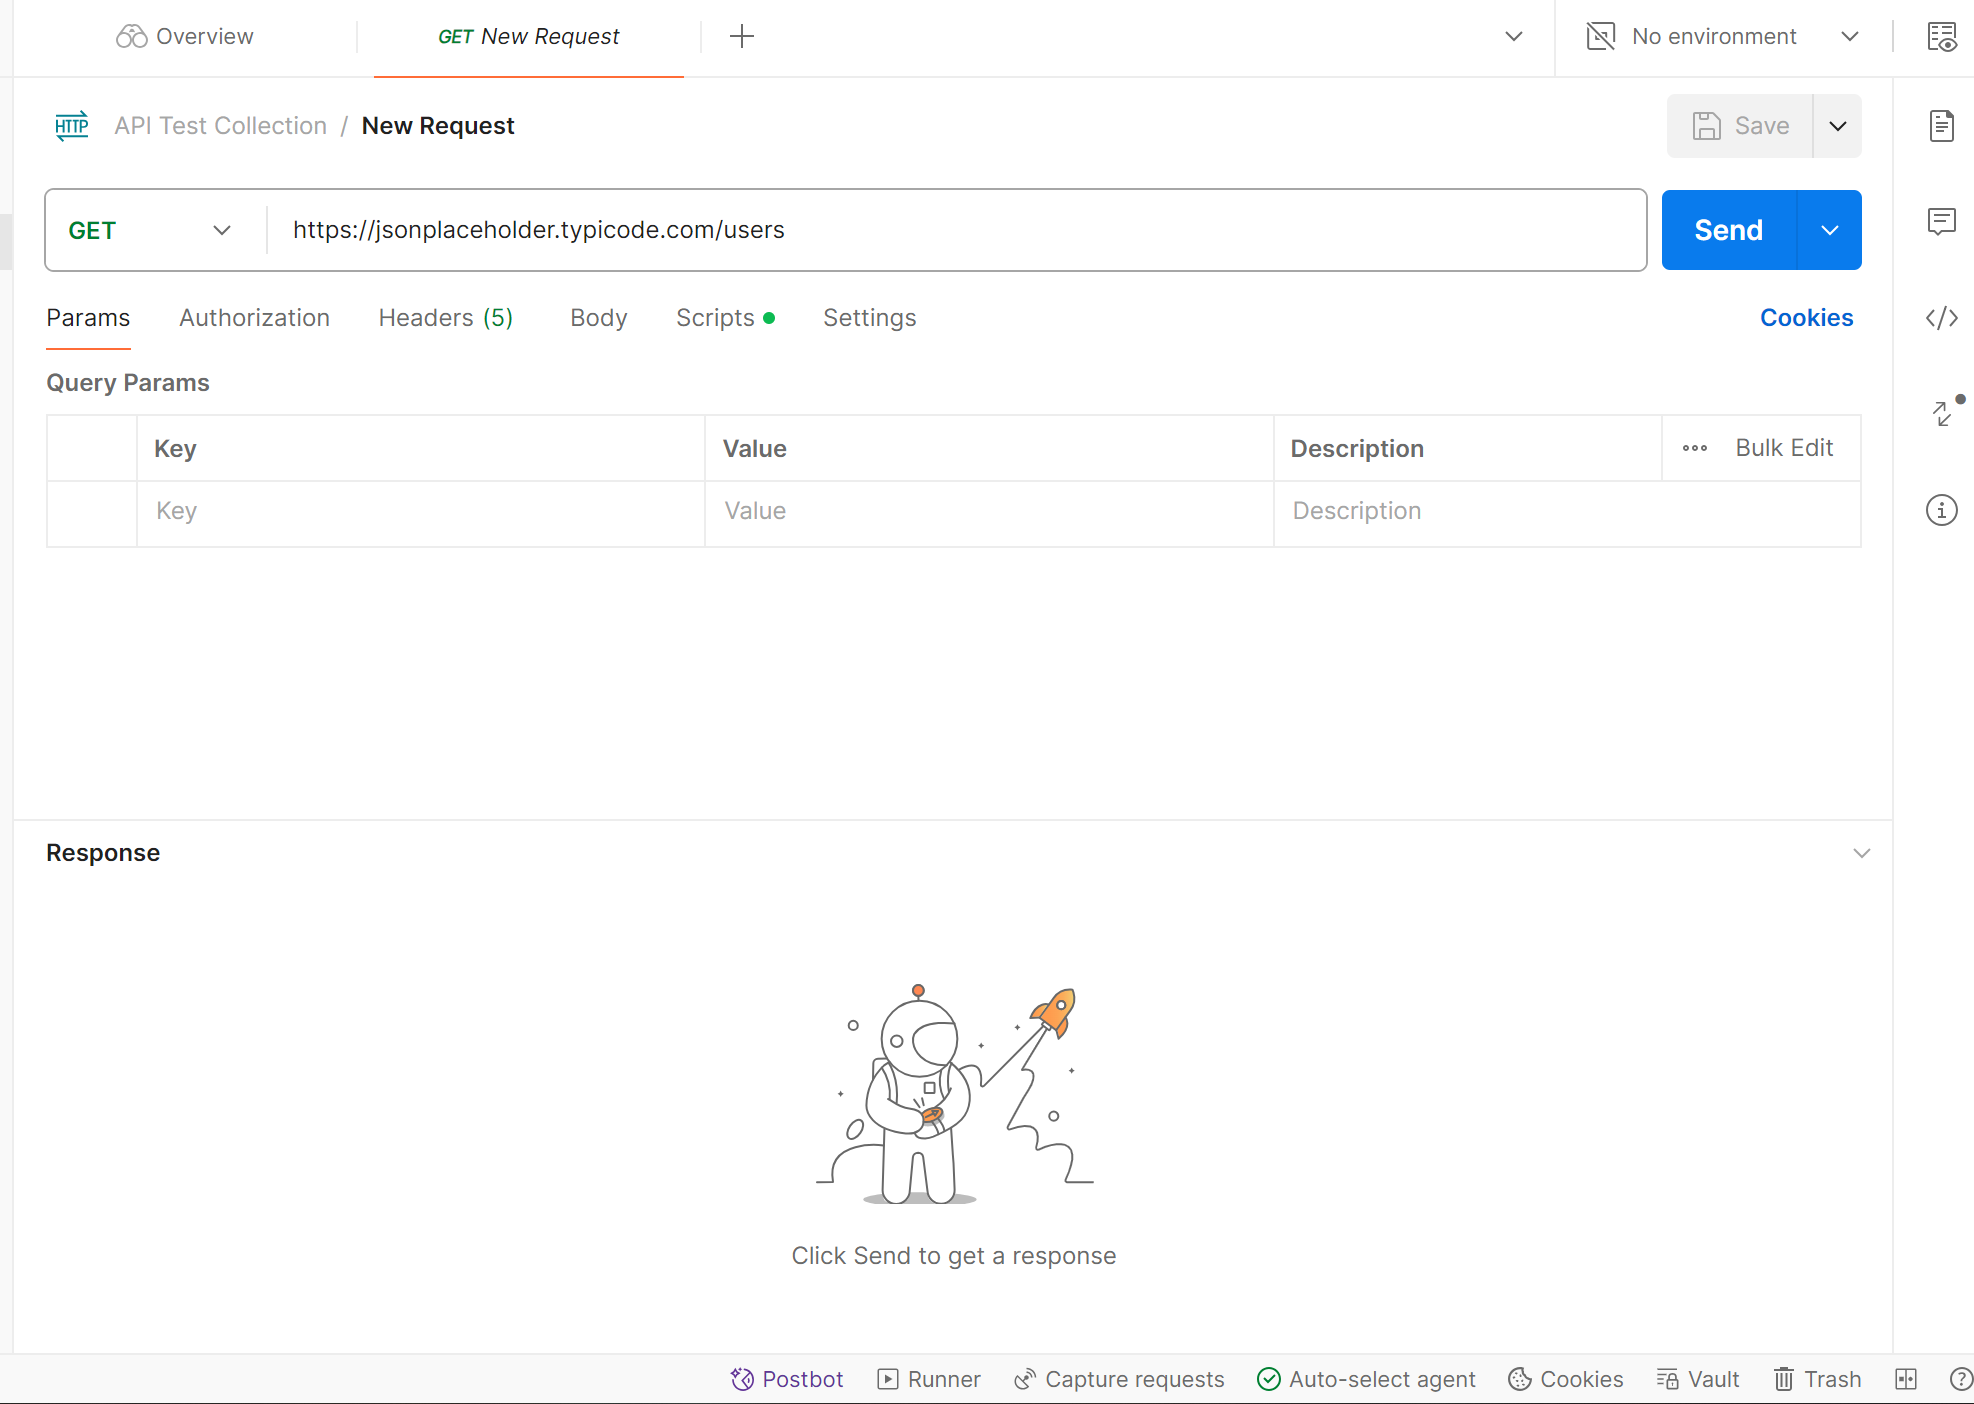 Overview
GET New Request
No environment
HTTP API Test Collection / New Request
Save
GET
https://jsonplaceholder.typicode.com/users
Send
Params Authorization Headers (5) Body Scripts Settings Cookies
Query Params
Key Value Description Bulk Edit
Key Value Description
Response
Click Send to get a response
Postbot Runner Capture requests Auto-select agent Cookies Vault Trash